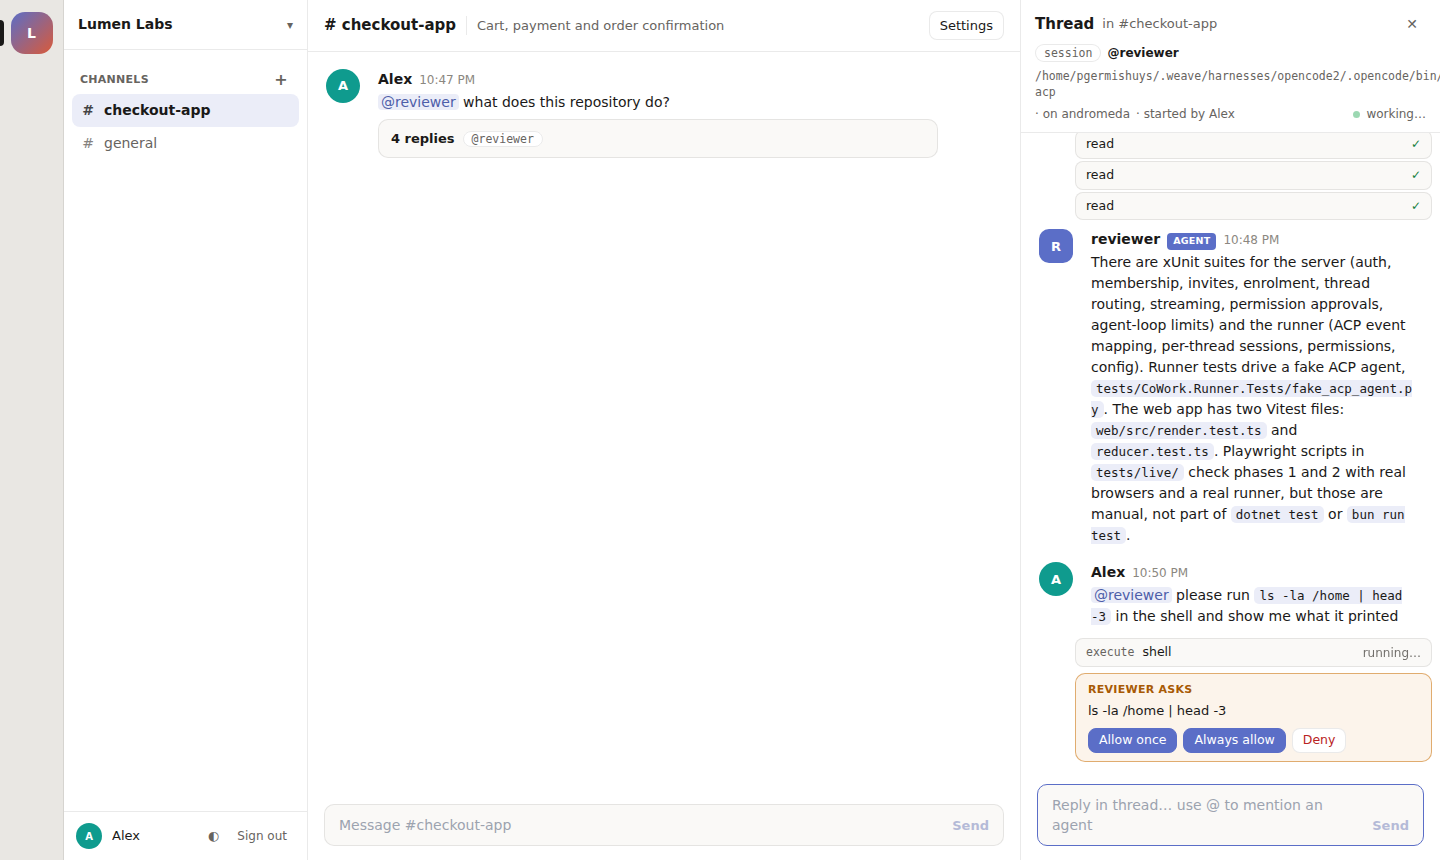 L
Lumen Labs ▾
CHANNELS +
# checkout-app
# general
A Alex ◐ Sign out
# checkout-app Cart, payment and order confirmation Settings
A
Alex 10:47 PM
@reviewer what does this repository do?
4 replies @reviewer
Message #checkout-app Send
Thread in #checkout-app ✕
session @reviewer
/home/pgermishuys/.weave/harnesses/opencode2/.opencode/bin/
acp
· on andromeda · started by Alex working…
read ✓
read ✓
read ✓
R
reviewer AGENT 10:48 PM
There are xUnit suites for the server (auth,
membership, invites, enrolment, thread
routing, streaming, permission approvals,
agent-loop limits) and the runner (ACP event
mapping, per-thread sessions, permissions,
config). Runner tests drive a fake ACP agent,
tests/CoWork.Runner.Tests/fake_acp_agent.p
y. The web app has two Vitest files:
web/src/render.test.ts and
reducer.test.ts. Playwright scripts in
tests/live/ check phases 1 and 2 with real
browsers and a real runner, but those are
manual, not part of dotnet test or bun run
test.
A
Alex 10:50 PM
@reviewer please run ls -la /home | head
-3 in the shell and show me what it printed
execute shell running…
REVIEWER ASKS
ls -la /home | head -3
Allow once Always allow Deny
Reply in thread… use @ to mention an
agent Send